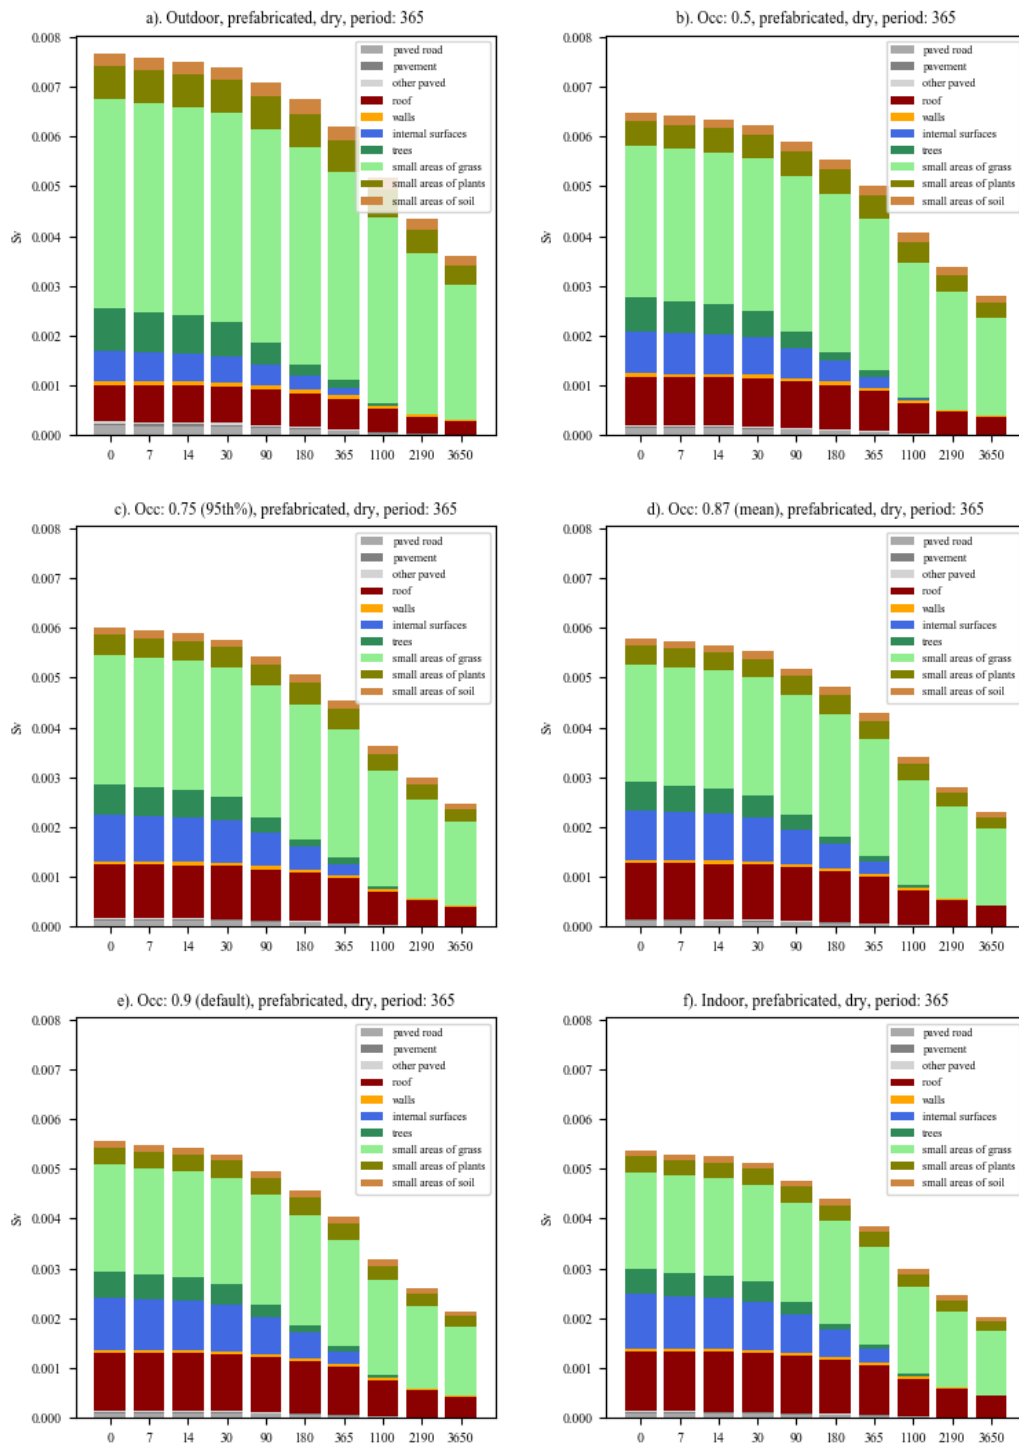 a). Outdoor, prefabricated, dry, period: 365
0.008
0.007
0.006
0.005
0.004
0.003
0.002
0.001
0.000
Sv
paved road
pavement
other paved
roof
walls
internal surfaces
trees
small areas of grass
small areas of plants
small areas of soil
0 7 14 30 90 180 365 1100 2190 3650
b). Occ: 0.5, prefabricated, dry, period: 365
0.008
0.007
0.006
0.005
0.004
0.003
0.002
0.001
0.000
Sv
paved road
pavement
other paved
roof
walls
internal surfaces
trees
small areas of grass
small areas of plants
small areas of soil
0 7 14 30 90 180 365 1100 2190 3650
c). Occ: 0.75 (95th%), prefabricated, dry, period: 365
0.008
0.007
0.006
0.005
0.004
0.003
0.002
0.001
0.000
Sv
paved road
pavement
other paved
roof
walls
internal surfaces
trees
small areas of grass
small areas of plants
small areas of soil
0 7 14 30 90 180 365 1100 2190 3650
d). Occ: 0.87 (mean), prefabricated, dry, period: 365
0.008
0.007
0.006
0.005
0.004
0.003
0.002
0.001
0.000
Sv
paved road
pavement
other paved
roof
walls
internal surfaces
trees
small areas of grass
small areas of plants
small areas of soil
0 7 14 30 90 180 365 1100 2190 3650
e). Occ: 0.9 (default), prefabricated, dry, period: 365
0.008
0.007
0.006
0.005
0.004
0.003
0.002
0.001
0.000
Sv
paved road
pavement
other paved
roof
walls
internal surfaces
trees
small areas of grass
small areas of plants
small areas of soil
0 7 14 30 90 180 365 1100 2190 3650
f). Indoor, prefabricated, dry, period: 365
0.008
0.007
0.006
0.005
0.004
0.003
0.002
0.001
0.000
Sv
paved road
pavement
other paved
roof
walls
internal surfaces
trees
small areas of grass
small areas of plants
small areas of soil
0 7 14 30 90 180 365 1100 2190 3650